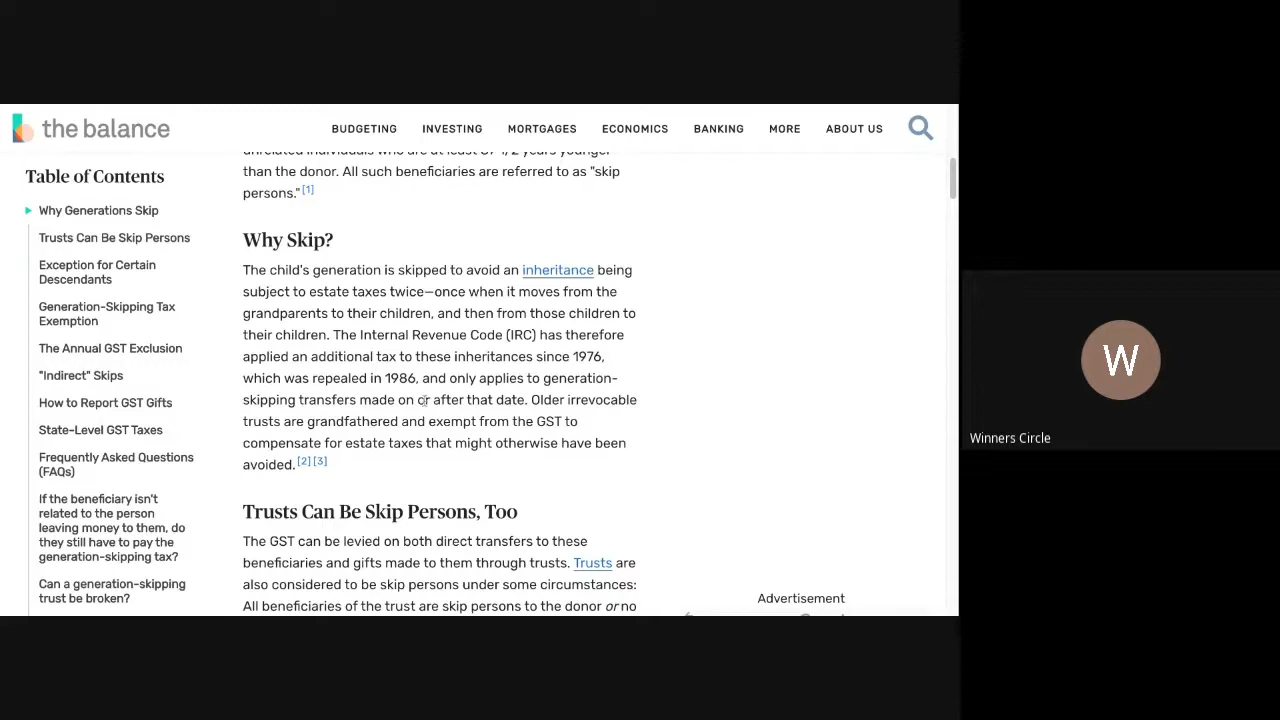 the balance
BUDGETING INVESTING MORTGAGES ECONOMICS BANKING MORE ABOUT US
Table of Contents
Why Generations Skip
Trusts Can Be Skip Persons
Exception for Certain
Descendants
Generation-Skipping Tax
Exemption
The Annual GST Exclusion
"Indirect" Skips
How to Report GST Gifts
State-Level GST Taxes
Frequently Asked Questions
(FAQs)
If the beneficiary isn't
related to the person
leaving money to them, do
they still have to pay the
generation-skipping tax?
Can a generation-skipping
trust be broken?
unrelated individuals who are at least 37 1/2 years younger
than the donor. All such beneficiaries are referred to as "skip
persons." [1]
Why Skip?
The child's generation is skipped to avoid an inheritance being
subject to estate taxes twice—once when it moves from the
grandparents to their children, and then from those children to
their children. The Internal Revenue Code (IRC) has therefore
applied an additional tax to these inheritances since 1976,
which was repealed in 1986, and only applies to generation-
skipping transfers made on or after that date. Older irrevocable
trusts are grandfathered and exempt from the GST to
compensate for estate taxes that might otherwise have been
avoided. [2] [3]
Trusts Can Be Skip Persons, Too
The GST can be levied on both direct transfers to these
beneficiaries and gifts made to them through trusts. Trusts are
also considered to be skip persons under some circumstances:
All beneficiaries of the trust are skip persons to the donor or no
Advertisement
W
Winners Circle